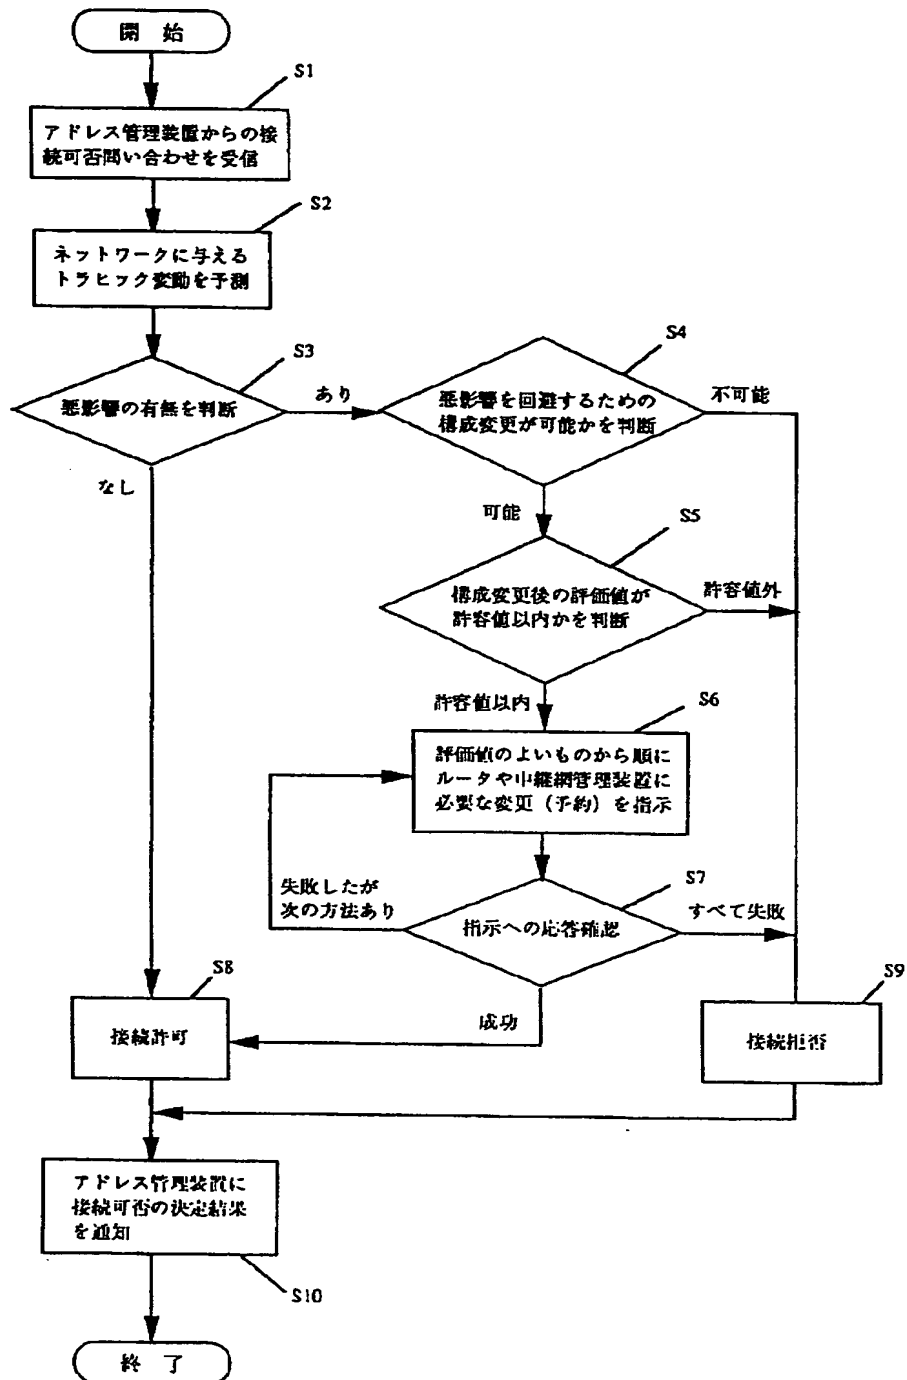 開 始
S1
アドレス管理装置からの接
続可否問い合わせを受信
S2
ネットワークに与える
トラヒック変動を予測
S3
悪影響の有無を判断
あり
なし
S4
悪影響を回避するための
構成変更が可能かを判断
不可能
可能
S5
構成変更後の評価値が
許容値以内かを判断
許容値外
許容値以内
S6
評価値のよいものから順に
ルータや中継網管理装置に
必要な変更（予約）を指示
失敗したが
次の方法あり
S7
指示への応答確認
すべて失敗
成功
S8
接続許可
S9
接続拒否
アドレス管理装置に
接続可否の決定結果
を通知
S10
終 了